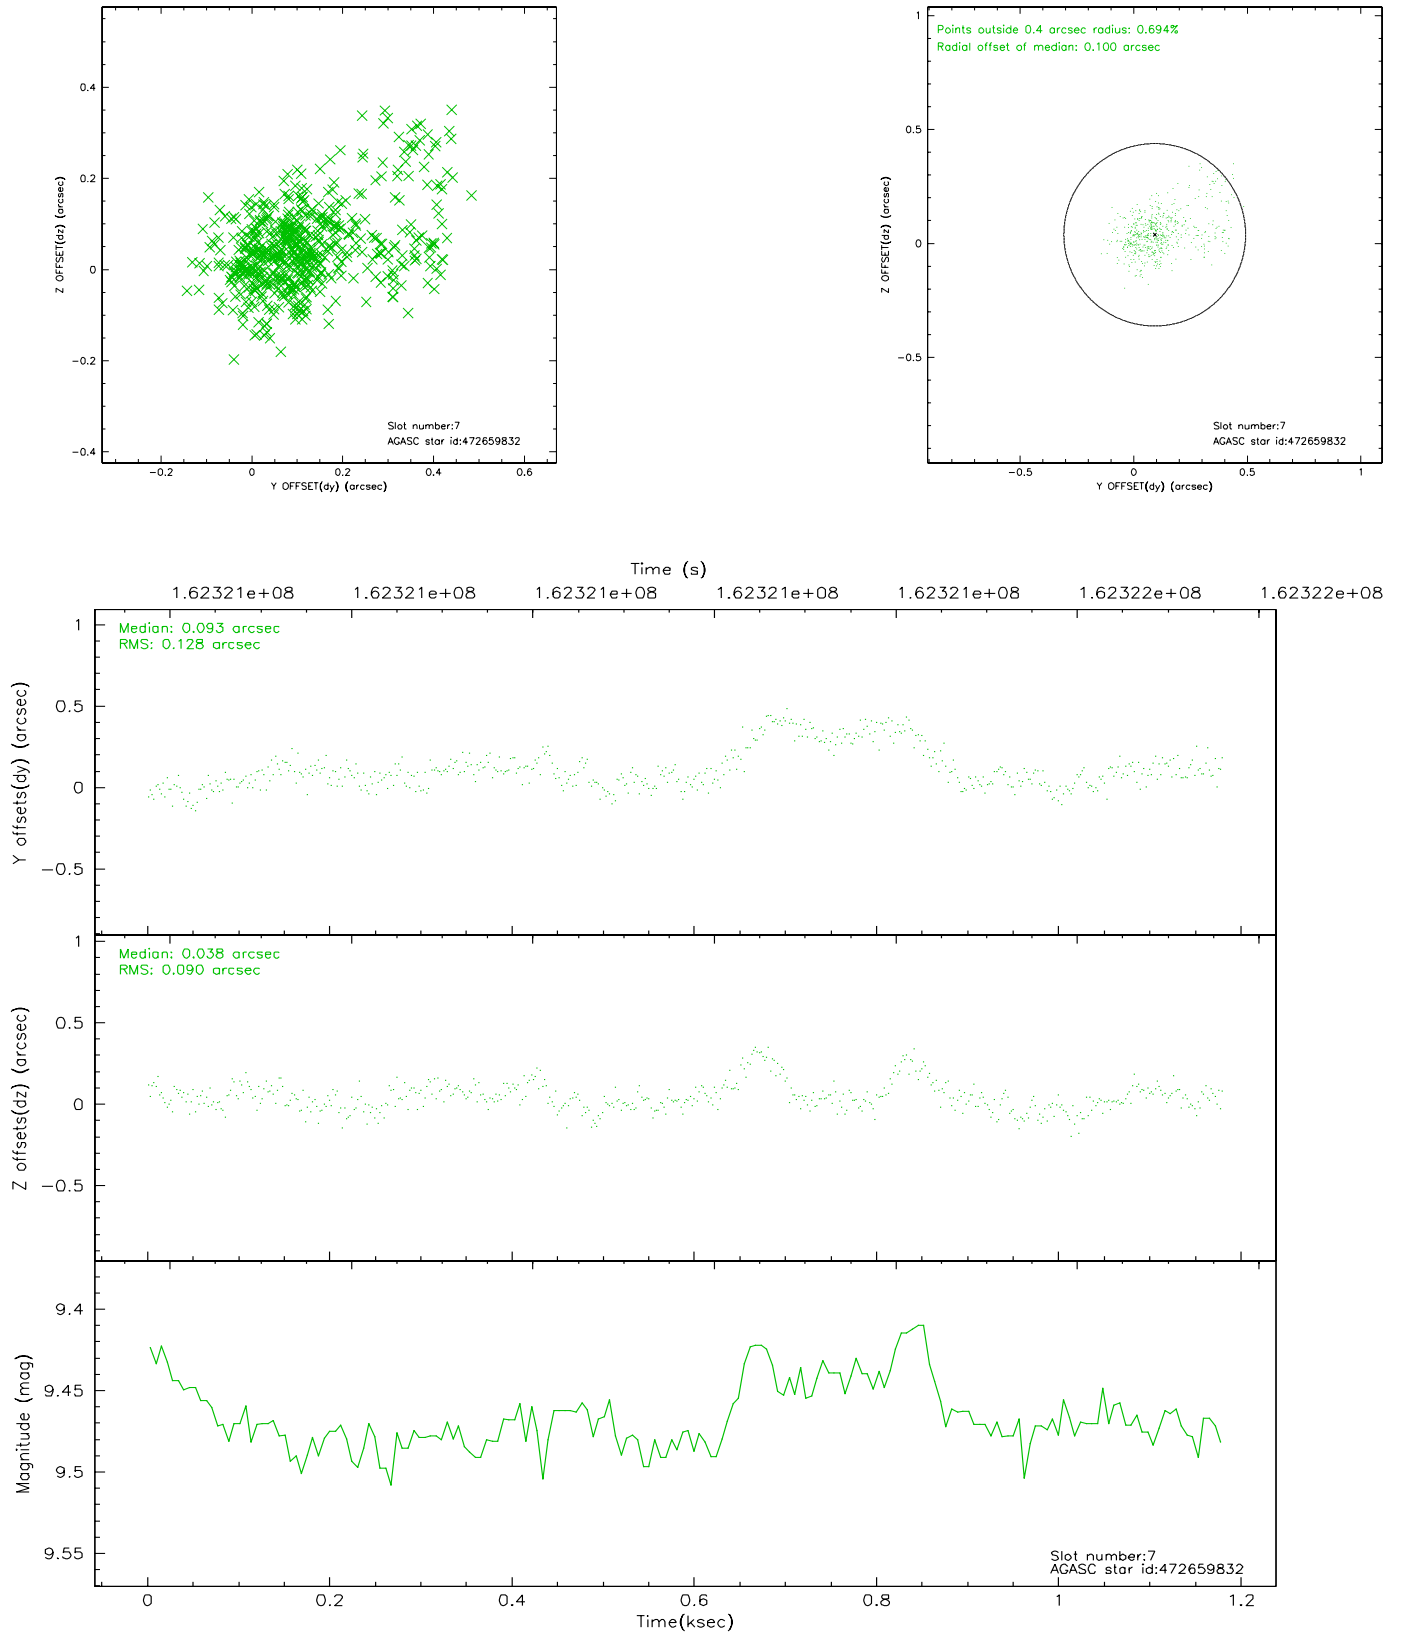 0.4
0.2
0
−0.2
−0.4
−0.2
0
0.2
0.4
0.6
Z OFFSET(dz) (arcsec)
Y OFFSET(dy) (arcsec)
Slot number:7
AGASC star id:472659832
Points outside 0.4 arcsec radius: 0.694%
Radial offset of median: 0.100 arcsec
1
0.5
0
−0.5
−0.5
0
0.5
1
Z OFFSET(dz) (arcsec)
Y OFFSET(dy) (arcsec)
Slot number:7
AGASC star id:472659832
Time (s)
1.62321e+08
1.62321e+08
1.62321e+08
1.62321e+08
1.62321e+08
1.62322e+08
1.62322e+08
Median: 0.093 arcsec
RMS: 0.128 arcsec
1
0.5
0
−0.5
Y offsets(dy) (arcsec)
Median: 0.038 arcsec
RMS: 0.090 arcsec
1
0.5
0
−0.5
Z offsets(dz) (arcsec)
9.4
9.45
9.5
9.55
Magnitude (mag)
Slot number:7
AGASC star id:472659832
0
0.2
0.4
0.6
0.8
1
1.2
Time(ksec)